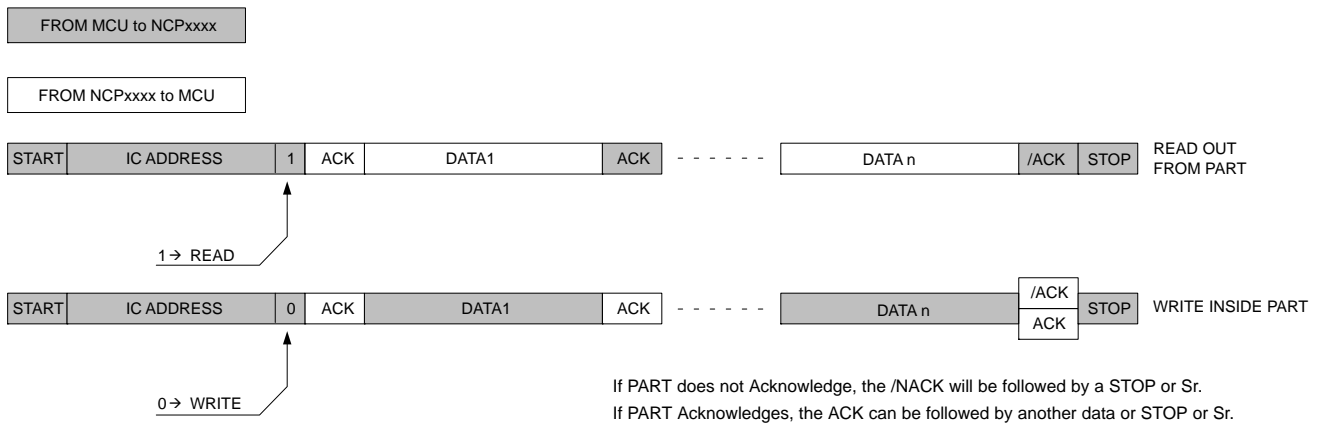 FROM MCU to NCPxxxx
FROM NCPxxxx to MCU
START IC ADDRESS 1 ACK DATA1 ACK - - - - - - DATA n /ACK STOP READ OUT
FROM PART
1→ READ
START IC ADDRESS 0 ACK DATA1 ACK - - - - - - DATA n /ACK STOP WRITE INSIDE PART
ACK
0→ WRITE
If PART does not Acknowledge, the /NACK will be followed by a STOP or Sr.
If PART Acknowledges, the ACK can be followed by another data or STOP or Sr.